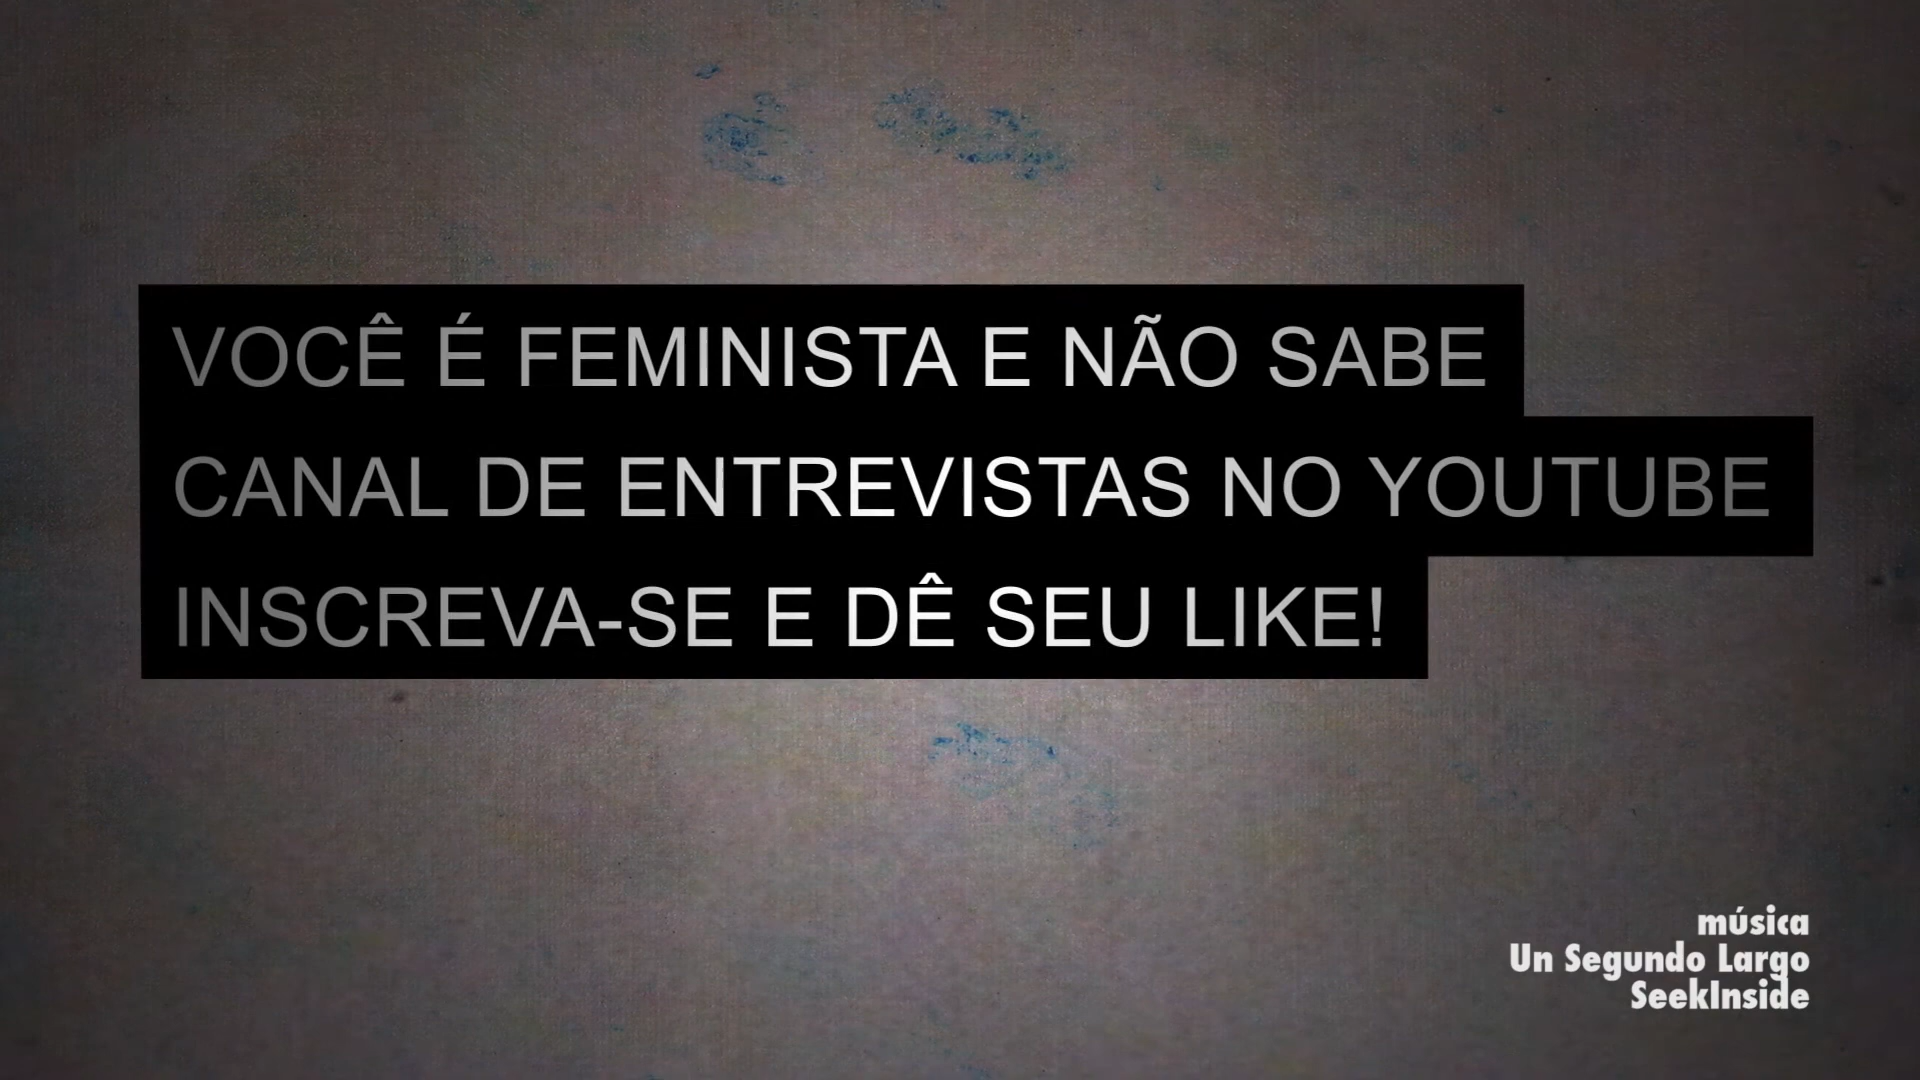 VOCÊ É FEMINISTA E NÃO SABE
CANAL DE ENTREVISTAS NO YOUTUBE
INSCREVA-SE E DÊ SEU LIKE!
música
Un Segundo Largo
SeekInside